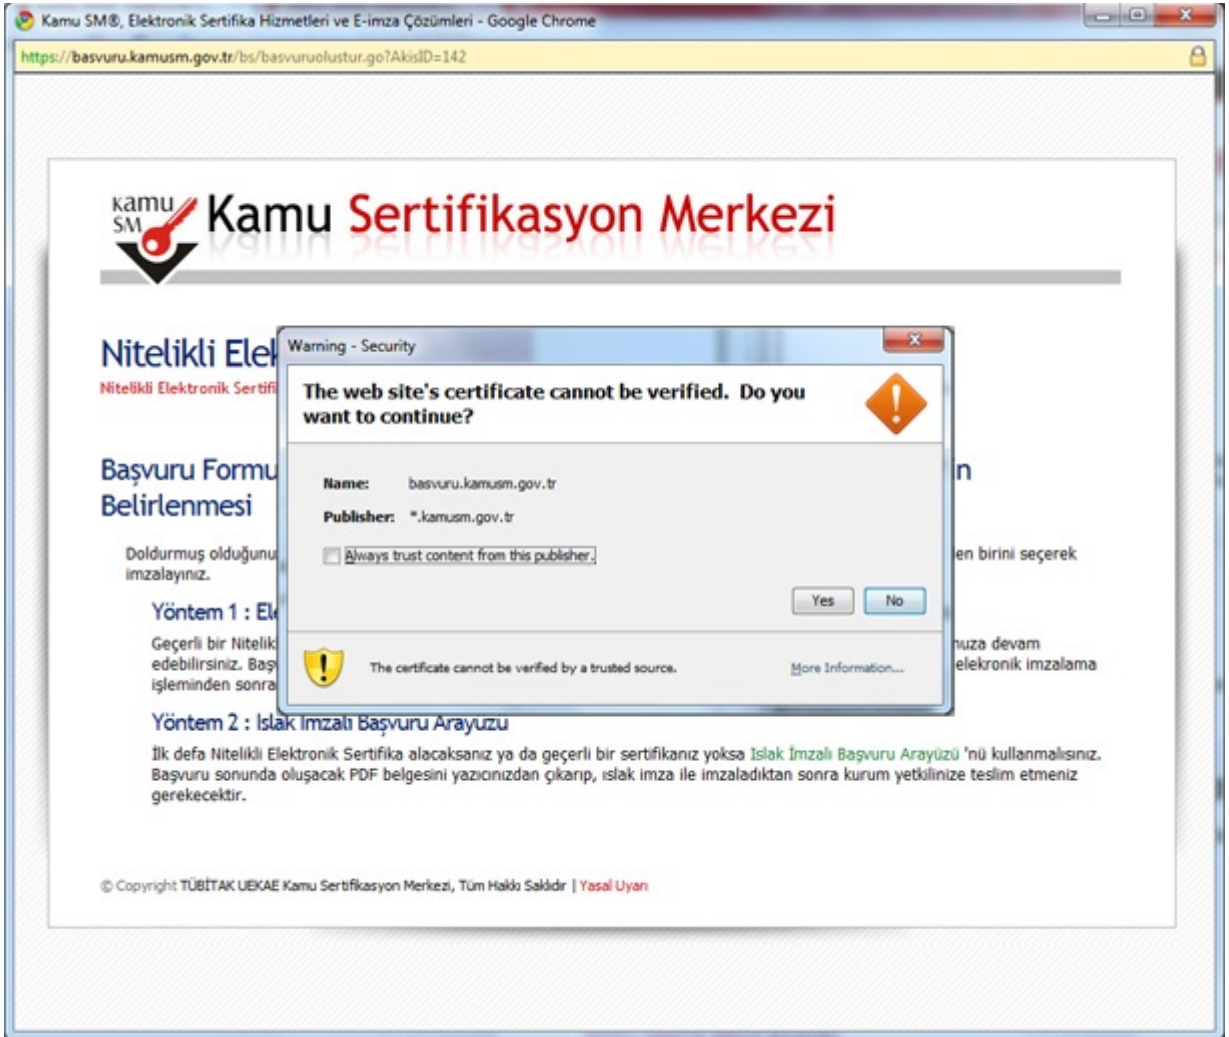 Kamu SM®, Elektronik Sertifika Hizmetleri ve E-imza Çözümleri - Google Chrome
https://basvuru.kamusm.gov.tr/bs/basvuruolustur.go?AkisID=142
Kamu SM
Kamu Sertifikasyon Merkezi
Nitelikli Elek
Nitelikli Elektronik Sertifi
Başvuru Formu
in
Belirlenmesi
Doldurmuş olduğunu
en birini seçerek
imzalayınız.
Yöntem 1 : Ele
Geçerli bir Nitelik
nuza devam
edebilirsiniz. Başv
elekronik imzalama
işleminden sonra
Warning - Security
The web site's certificate cannot be verified. Do you
want to continue?
Name: basvuru.kamusm.gov.tr
Publisher: *.kamusm.gov.tr
Always trust content from this publisher.
Yes No
The certificate cannot be verified by a trusted source. More Information...
Yöntem 2 : Islak İmzalı Başvuru Arayüzü
İlk defa Nitelikli Elektronik Sertifika alacaksanız ya da geçerli bir sertifikanız yoksa Islak İmzalı Başvuru Arayüzü 'nü kullanmalısınız.
Başvuru sonunda oluşacak PDF belgesini yazıcınızdan çıkarıp, ıslak imza ile imzaladıktan sonra kurum yetkilinize teslim etmeniz
gerekecektir.
© Copyright TÜBİTAK UEKAE Kamu Sertifikasyon Merkezi, Tüm Hakkı Saklıdır | Yasal Uyarı